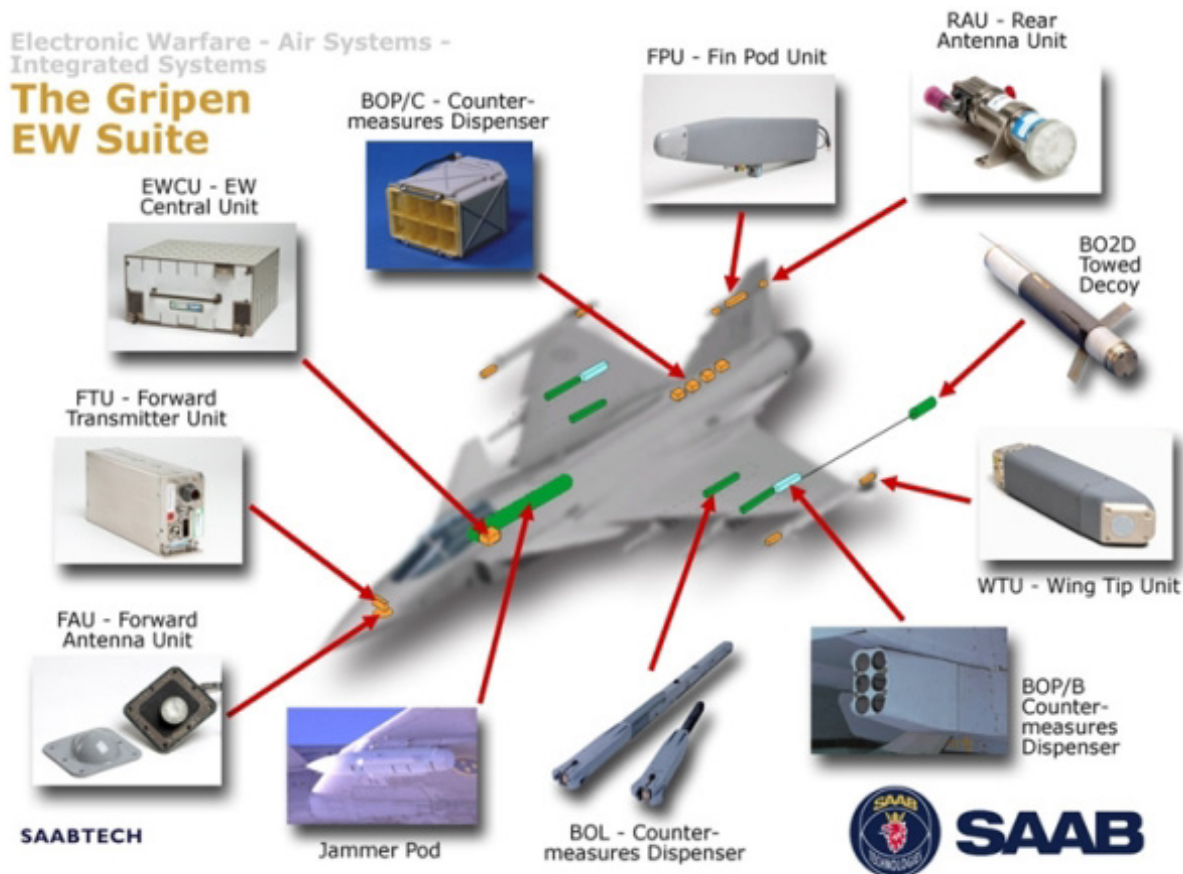 Electronic Warfare - Air Systems -
Integrated Systems
The Gripen
EW Suite
BOP/C - Counter-
measures Dispenser
FPU - Fin Pod Unit
RAU - Rear
Antenna Unit
EWCU - EW
Central Unit
BO2D
Towed
Decoy
FTU - Forward
Transmitter Unit
WTU - Wing Tip Unit
FAU - Forward
Antenna Unit
BOP/B
Counter-
measures
Dispenser
Jammer Pod
BOL - Counter-
measures Dispenser
SAABTECH
SAAB
TECHNOLOGIES
SAAB